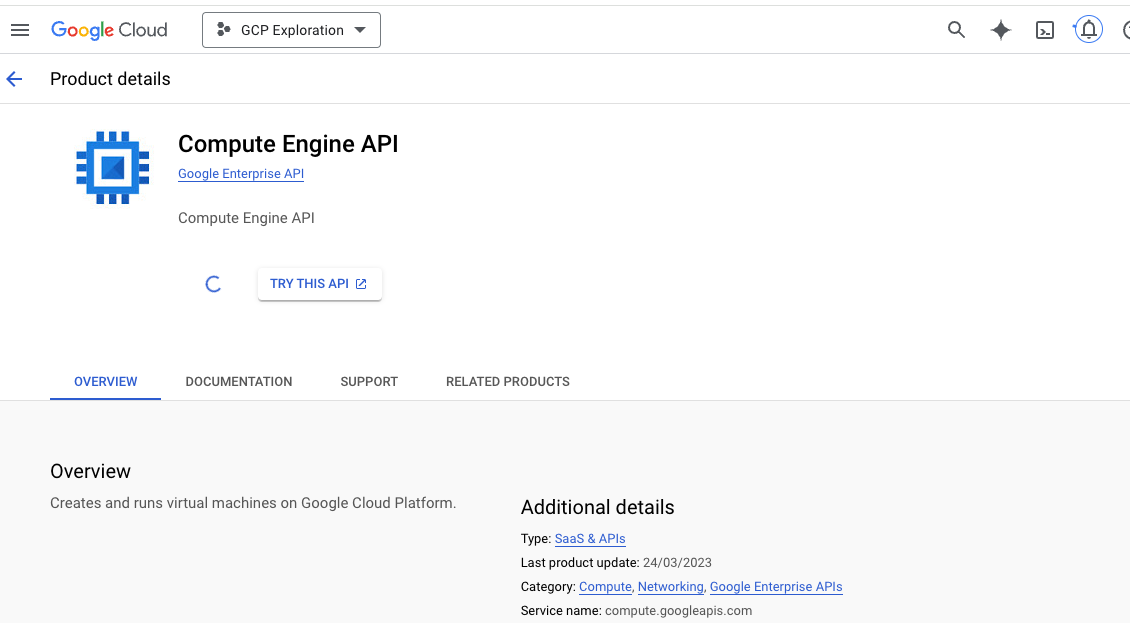 Google Cloud
GCP Exploration
Product details
Compute Engine API
Google Enterprise API
Compute Engine API
TRY THIS API
OVERVIEW
DOCUMENTATION
SUPPORT
RELATED PRODUCTS
Overview
Creates and runs virtual machines on Google Cloud Platform.
Additional details
Type: SaaS & APIs
Last product update: 24/03/2023
Category: Compute, Networking, Google Enterprise APIs
Service name: compute.googleapis.com